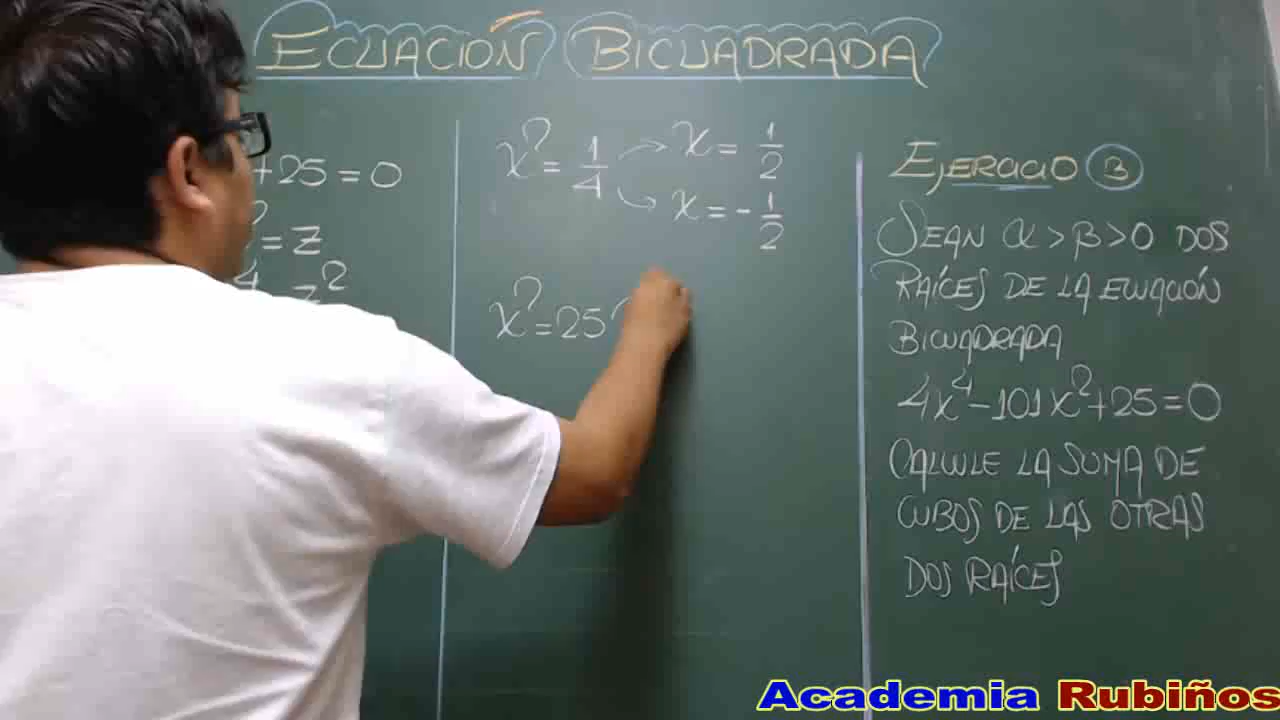 ECUACIÓN BICUADRADA
+25=0
=z
4 z²
x²=1/4
x=1/2
x=-1/2
x²=25
EJERCICIO 3
SEAN α>β>0 DOS
RAÍCES DE LA ECUACIÓN
BICUADRADA
4x⁴-101x²+25=0
CALCULE LA SUMA DE
CUBOS DE LAS OTRAS
DOS RAÍCES
Academia Rubiños